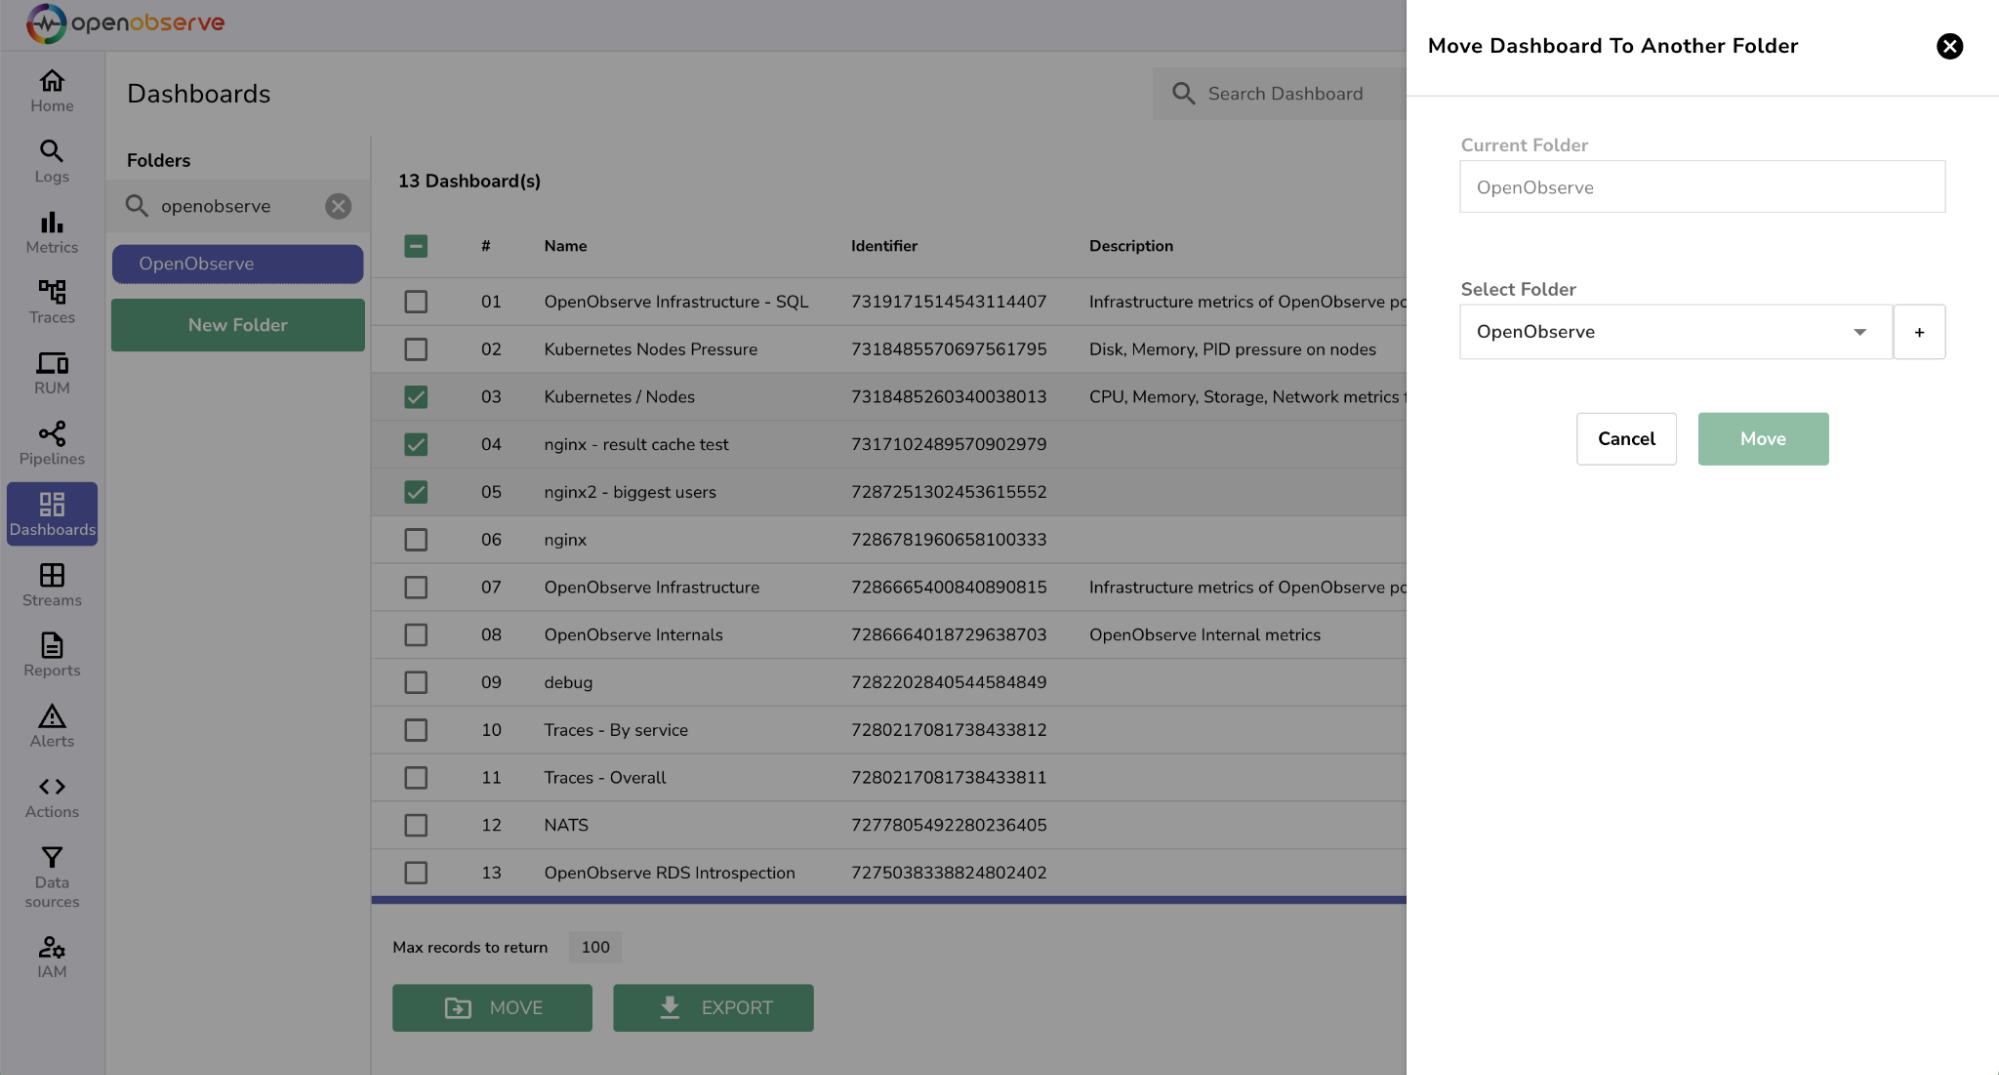 openobserve
Home
Logs
Metrics
Traces
RUM
Pipelines
Dashboards
Streams
Reports
Alerts
Actions
Data
sources
IAM
Dashboards
Search Dashboard
Folders
openobserve
OpenObserve
New Folder
13 Dashboard(s)
# Name Identifier Description
01 OpenObserve Infrastructure - SQL 7319171514543114407 Infrastructure metrics of OpenObserve po
02 Kubernetes Nodes Pressure 7318485570697561795 Disk, Memory, PID pressure on nodes
03 Kubernetes / Nodes 7318485260340038013 CPU, Memory, Storage, Network metrics f
04 nginx - result cache test 7317102489570902979
05 nginx2 - biggest users 7287251302453615552
06 nginx 7286781960658100333
07 OpenObserve Infrastructure 7286665400840890815 Infrastructure metrics of OpenObserve po
08 OpenObserve Internals 7286664018729638703 OpenObserve Internal metrics
09 debug 7282202840544584849
10 Traces - By service 7280217081738433812
11 Traces - Overall 7280217081738433811
12 NATS 7277805492280236405
13 OpenObserve RDS Introspection 7275038338824802402
Max records to return 100
MOVE EXPORT
Move Dashboard To Another Folder
Current Folder
OpenObserve
Select Folder
OpenObserve +
Cancel Move